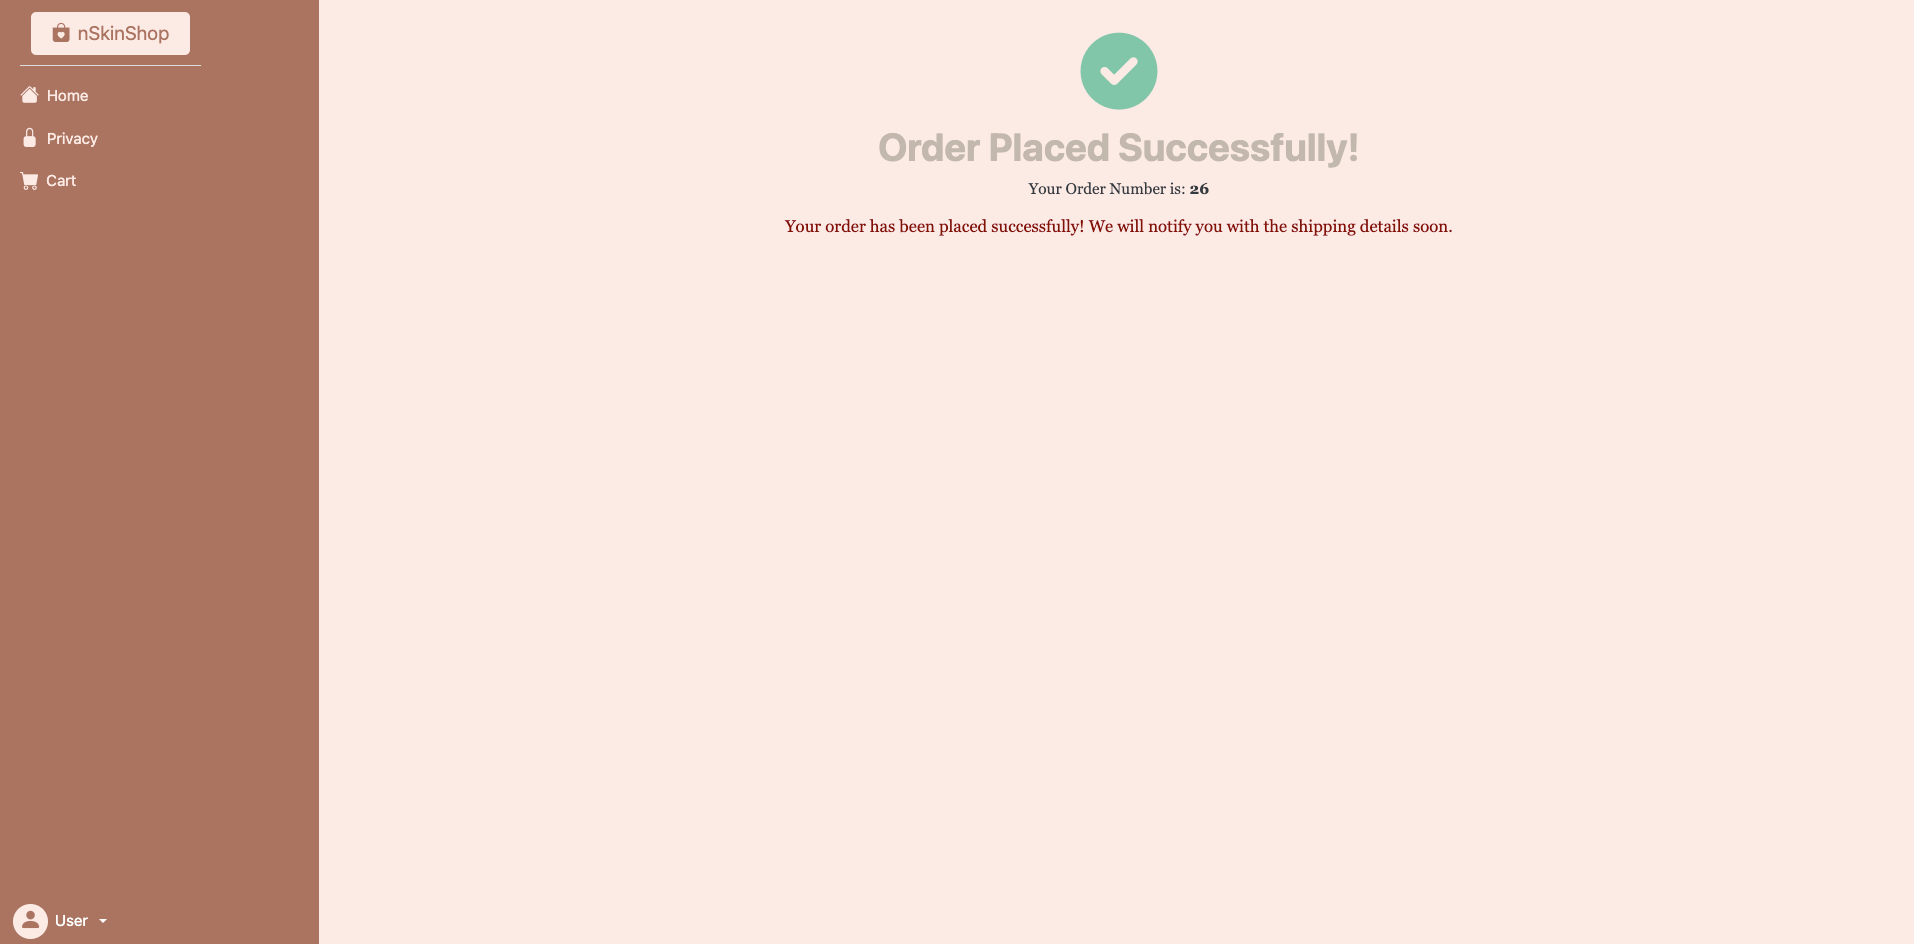 nSkinShop
Home
Privacy
Cart
Order Placed Successfully!
Your Order Number is: 26
Your order has been placed successfully! We will notify you with the shipping details soon.
User